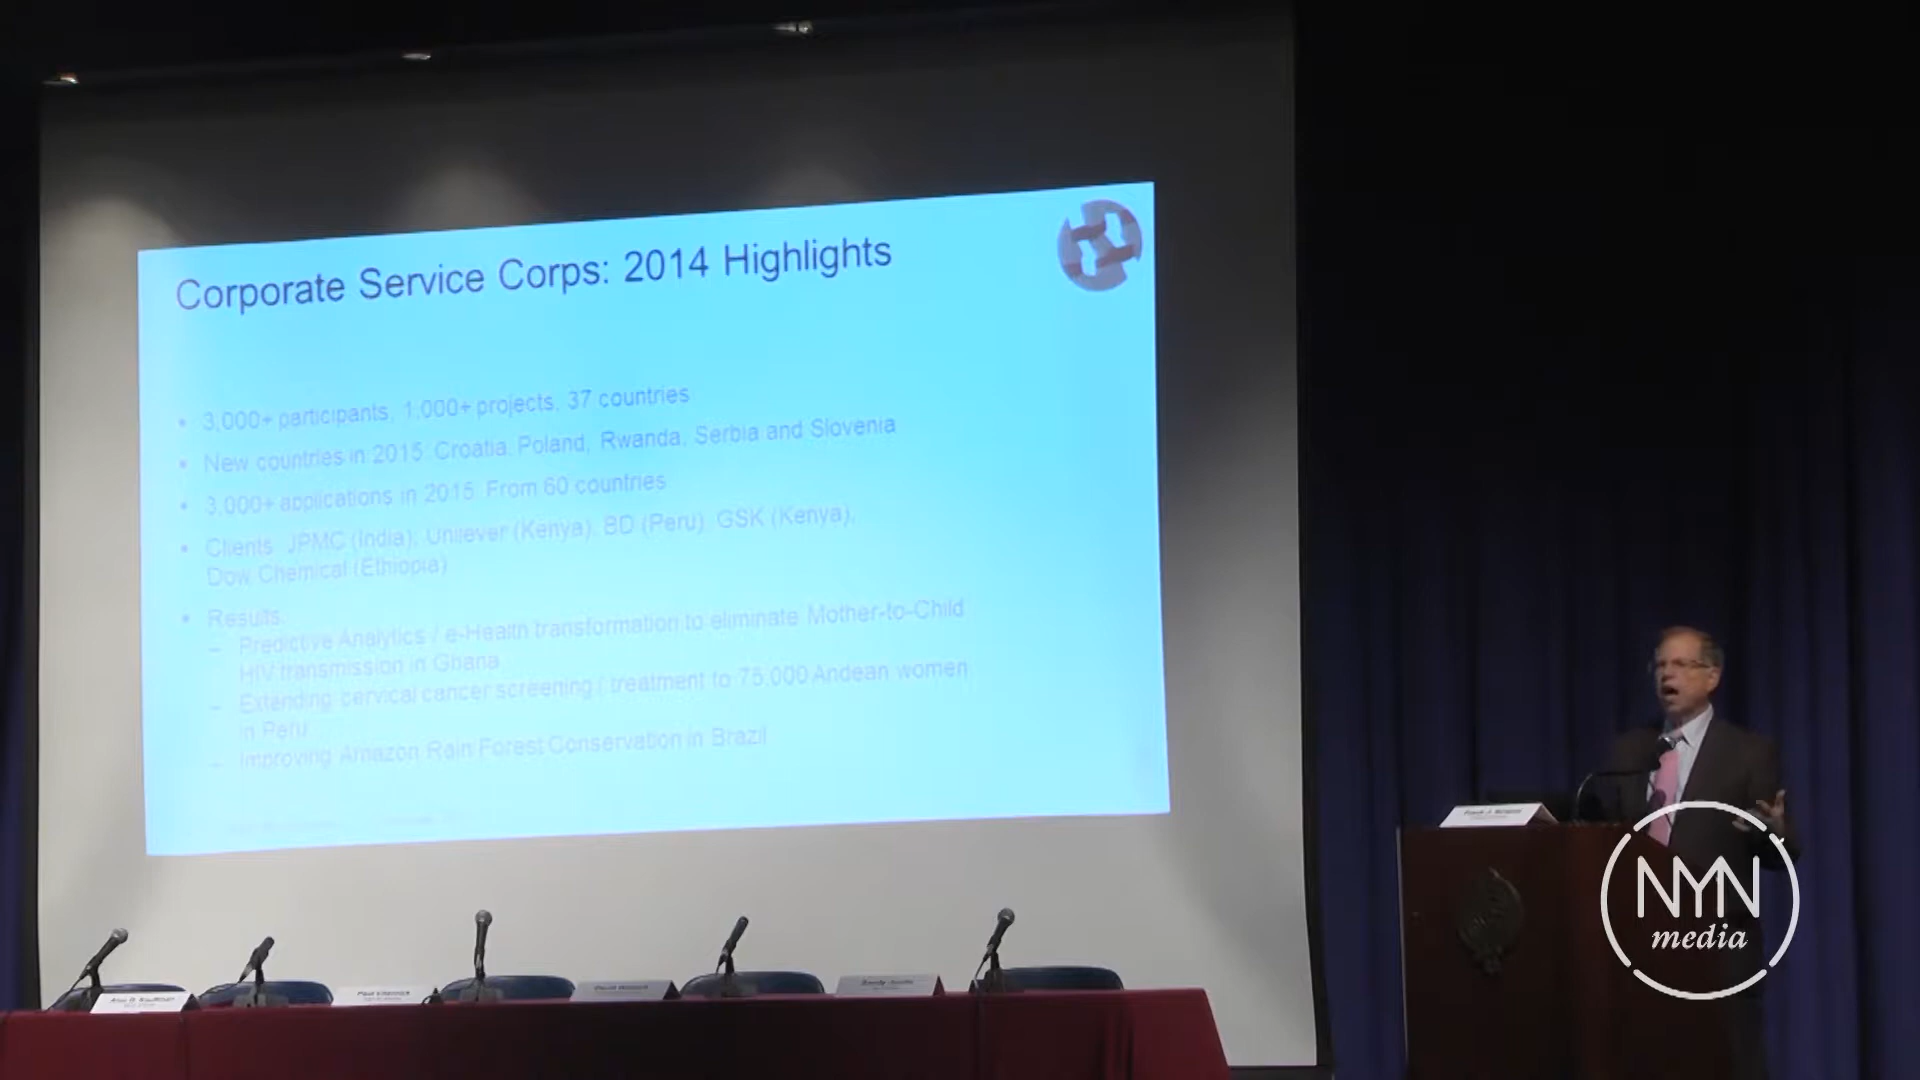 Corporate Service Corps: 2014 Highlights
• 3,000+ participants, 1,000+ projects, 37 countries
• New countries in 2015: Croatia, Poland, Rwanda, Serbia and Slovenia
• 3,000+ applications in 2015. From 60 countries
• Clients: JPMC (India); Unilever (Kenya), BD (Peru), GSK (Kenya),
Dow Chemical (Ethiopia)
• Results:
– Predictive Analytics / e-Health transformation to eliminate Mother-to-Child
HIV transmission in Ghana
– Extending cervical cancer screening / treatment to 75,000 Andean women
in Peru
– Improving Amazon Rain Forest Conservation in Brazil
NYN
media